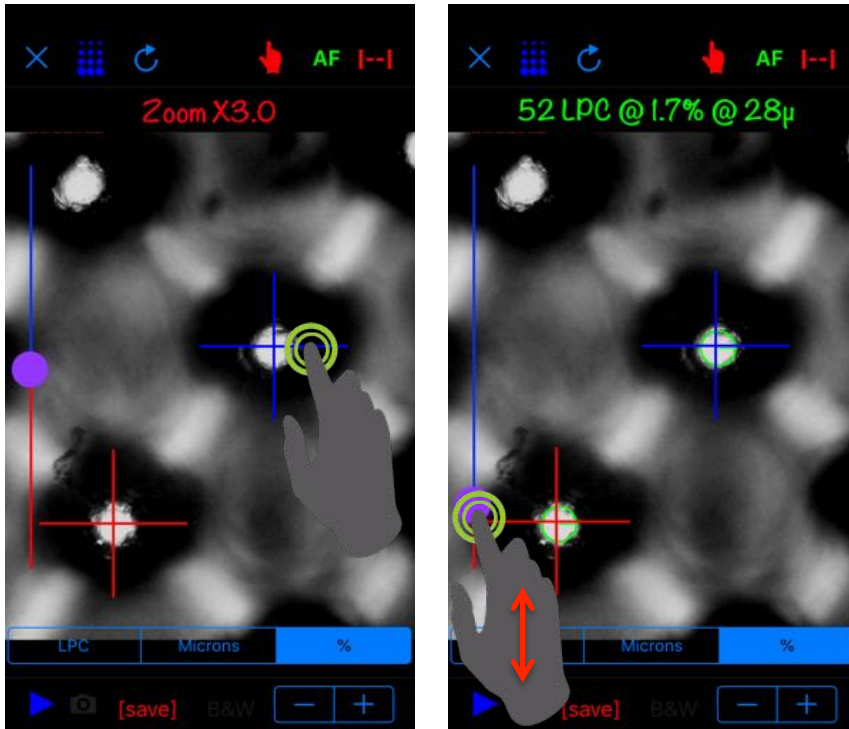 AF |--|
Zoom X3.0
LPC Microns %
[save] B&W − +
AF |--|
52 LPC @ 1.7% @ 28µ
Microns %
[save] B&W − +